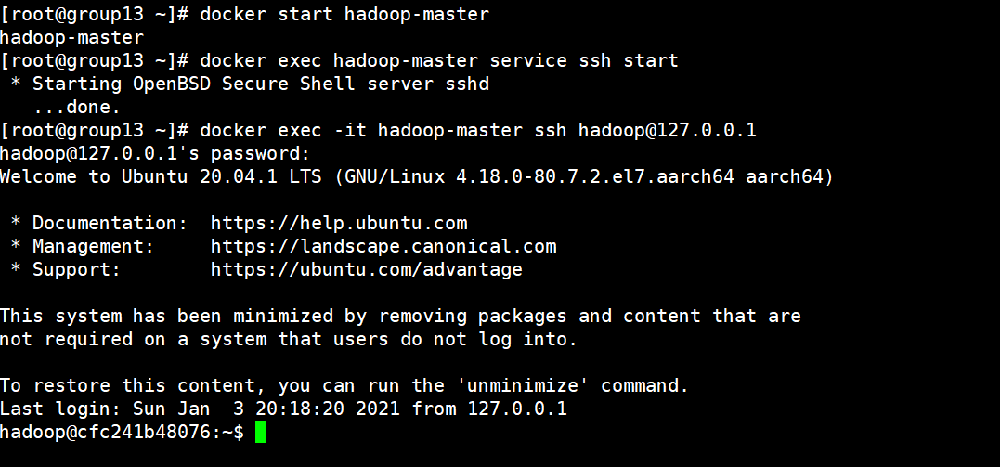 [root@group13 ~]# docker start hadoop-master
hadoop-master
[root@group13 ~]# docker exec hadoop-master service ssh start
 * Starting OpenBSD Secure Shell server sshd
   ...done.
[root@group13 ~]# docker exec -it hadoop-master ssh hadoop@127.0.0.1
hadoop@127.0.0.1's password:
Welcome to Ubuntu 20.04.1 LTS (GNU/Linux 4.18.0-80.7.2.el7.aarch64 aarch64)

 * Documentation:  https://help.ubuntu.com
 * Management:     https://landscape.canonical.com
 * Support:        https://ubuntu.com/advantage

This system has been minimized by removing packages and content that are
not required on a system that users do not log into.

To restore this content, you can run the 'unminimize' command.
Last login: Sun Jan  3 20:18:20 2021 from 127.0.0.1
hadoop@cfc241b48076:~$